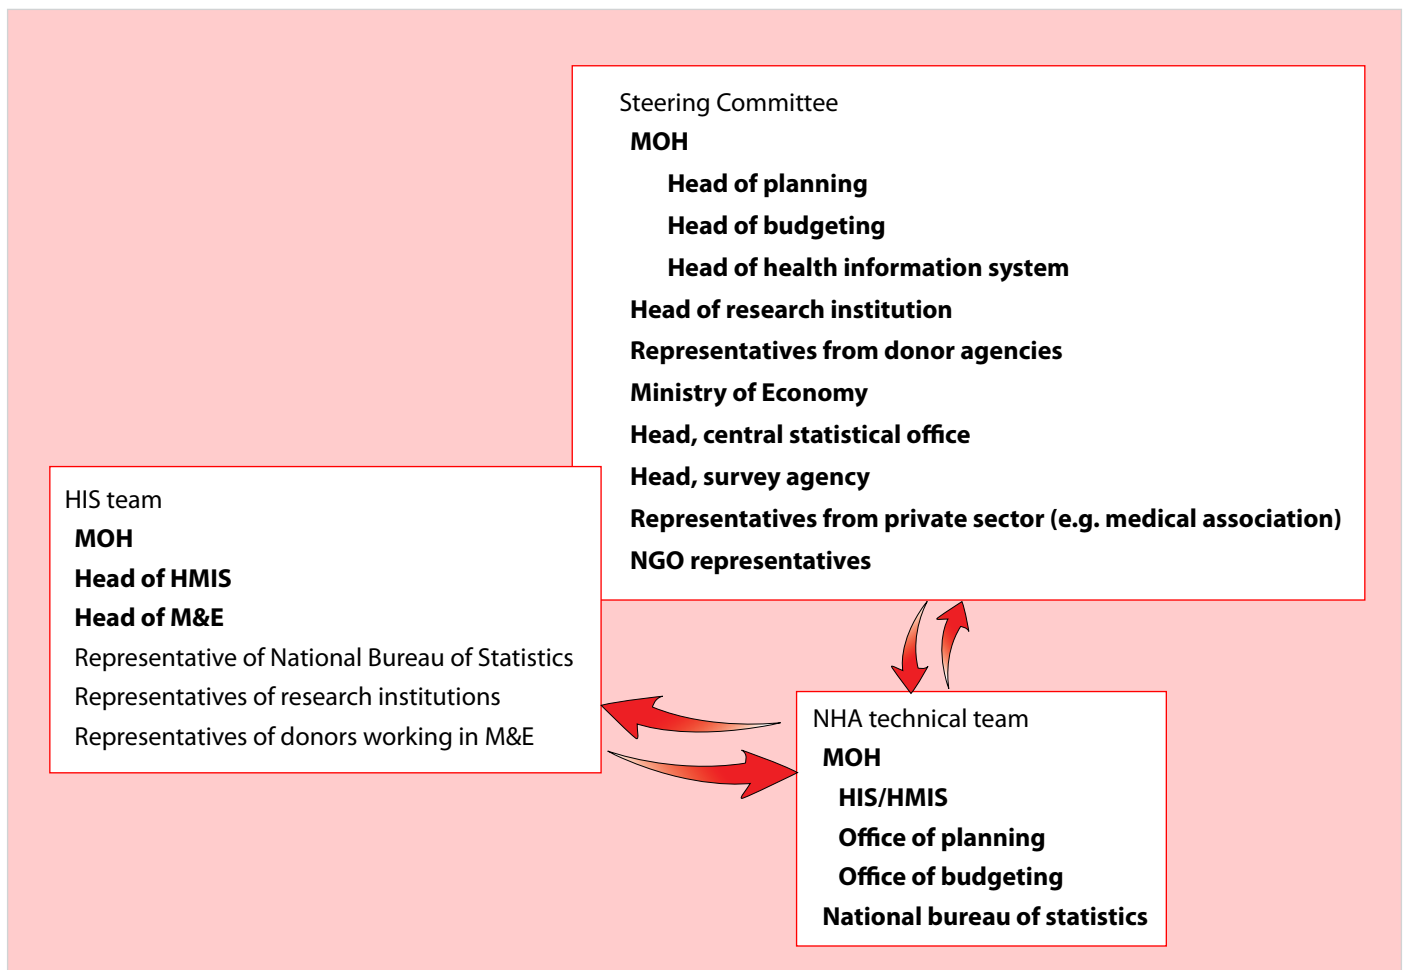 Steering Committee
MOH
Head of planning
Head of budgeting
Head of health information system
Head of research institution
Representatives from donor agencies
Ministry of Economy
Head, central statistical office
Head, survey agency
Representatives from private sector (e.g. medical association)
NGO representatives
HIS team
MOH
Head of HMIS
Head of M&E
Representative of National Bureau of Statistics
Representatives of research institutions
Representatives of donors working in M&E
NHA technical team
MOH
HIS/HMIS
Office of planning
Office of budgeting
National bureau of statistics